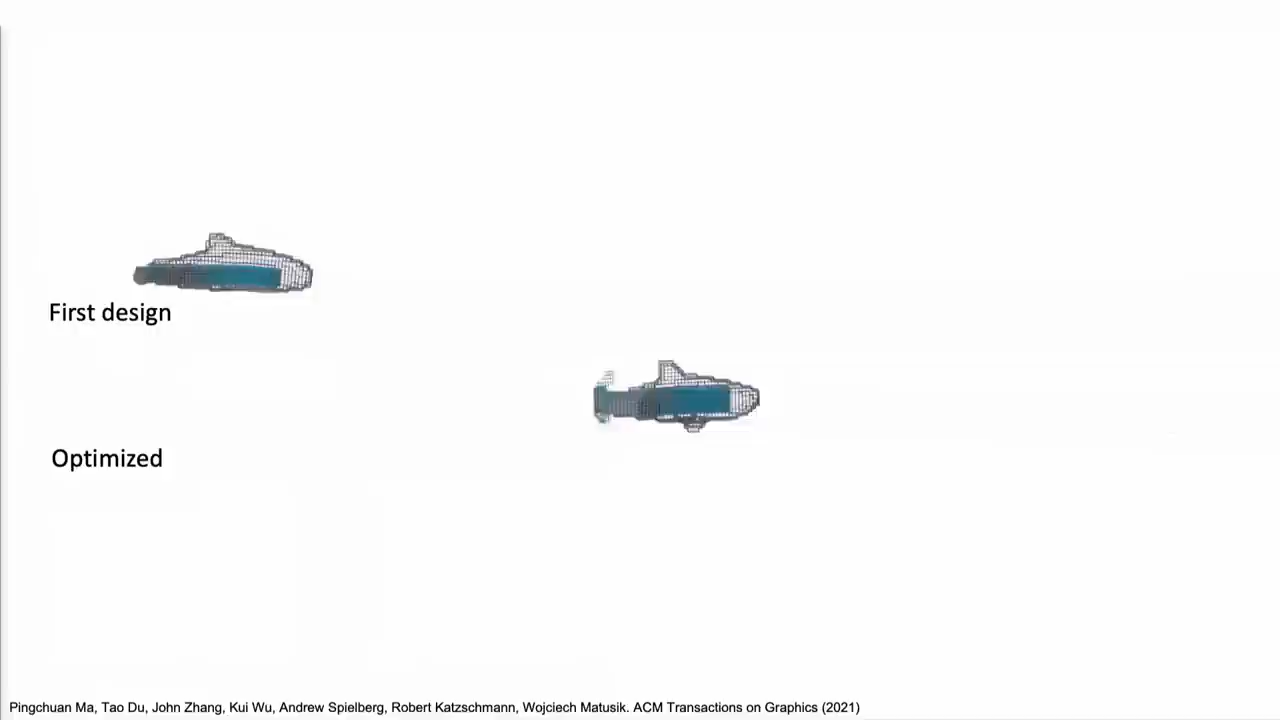 First design
Optimized
Pingchuan Ma, Tao Du, John Zhang, Kui Wu, Andrew Spielberg, Robert Katzschmann, Wojciech Matusik. ACM Transactions on Graphics (2021)